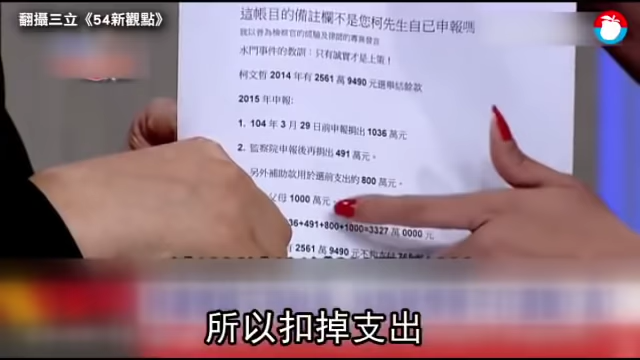 翻攝三立《54新觀點》
這帳目的備註欄不是您柯先生自己申報嗎
我以曾為檢察官的經驗及律師的專業發言
水門事件的教訓：只有誠實才是上策！
柯文哲 2014 年有 2561 萬 9490 元選舉結餘款
2015 年申報：
1. 104 年 3 月 29 日前申報捐出 1036 萬元
2. 監察院申報後再捐出 491 萬元。
另外補助款用於選前支出約 800 萬元。
父母 1000 萬元。
36+491+800+1000=3327 萬 0000 元
有 2561 萬 9490 元不
所以扣掉支出